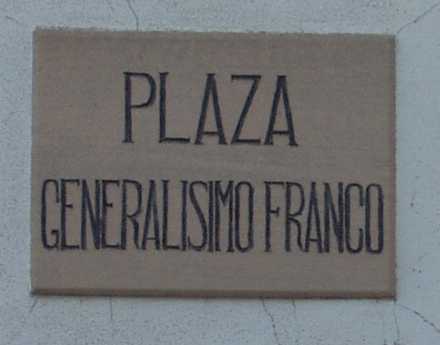 PLAZA
GENERALISIMO FRANCO